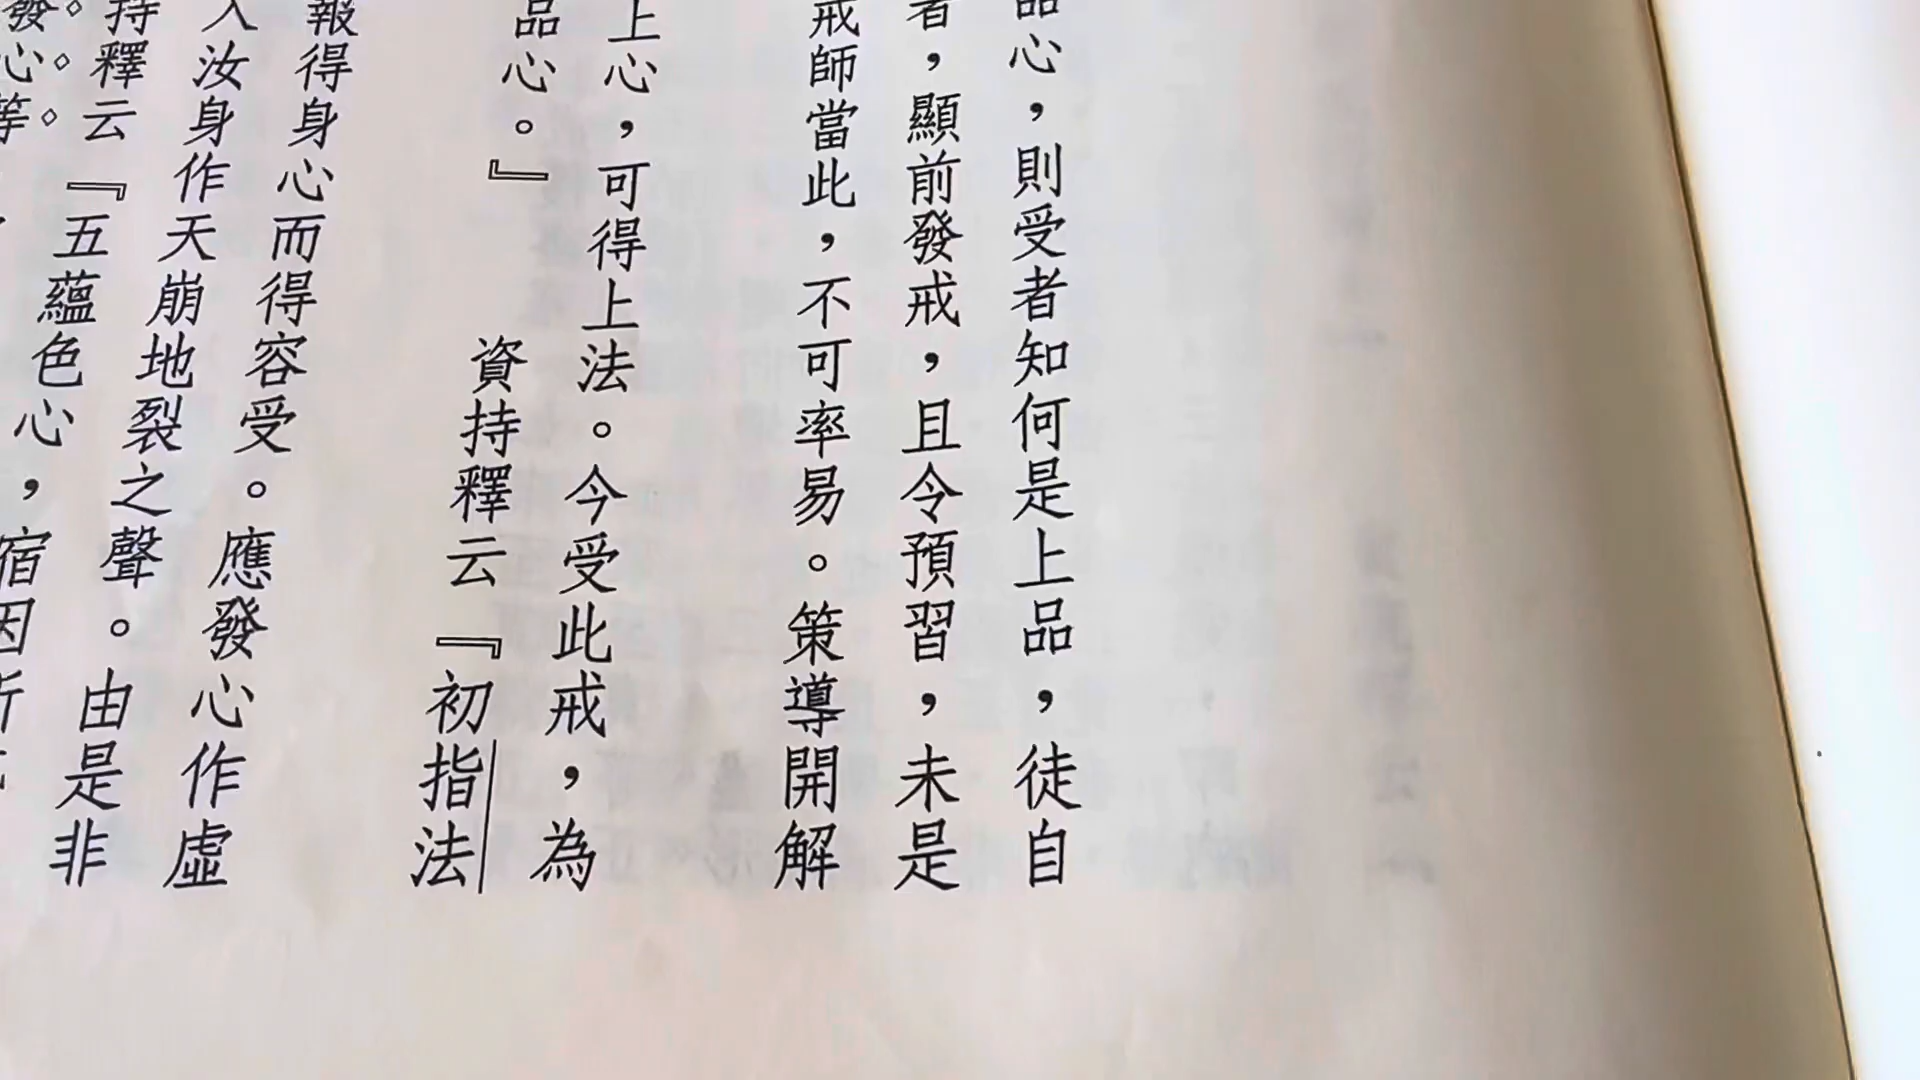 品心，則受者知何是上品，徒自
者，顯前發戒，且令預習，未是
戒師當此，不可率易。策導開解
上心，可得上法。今受此戒，為
品心。』 資持釋云『初指法
報得身心而得容受。應發心作虛
入汝身作天崩地裂之聲。由是非
持釋云『五蘊色心，宿因所
發。心。等。